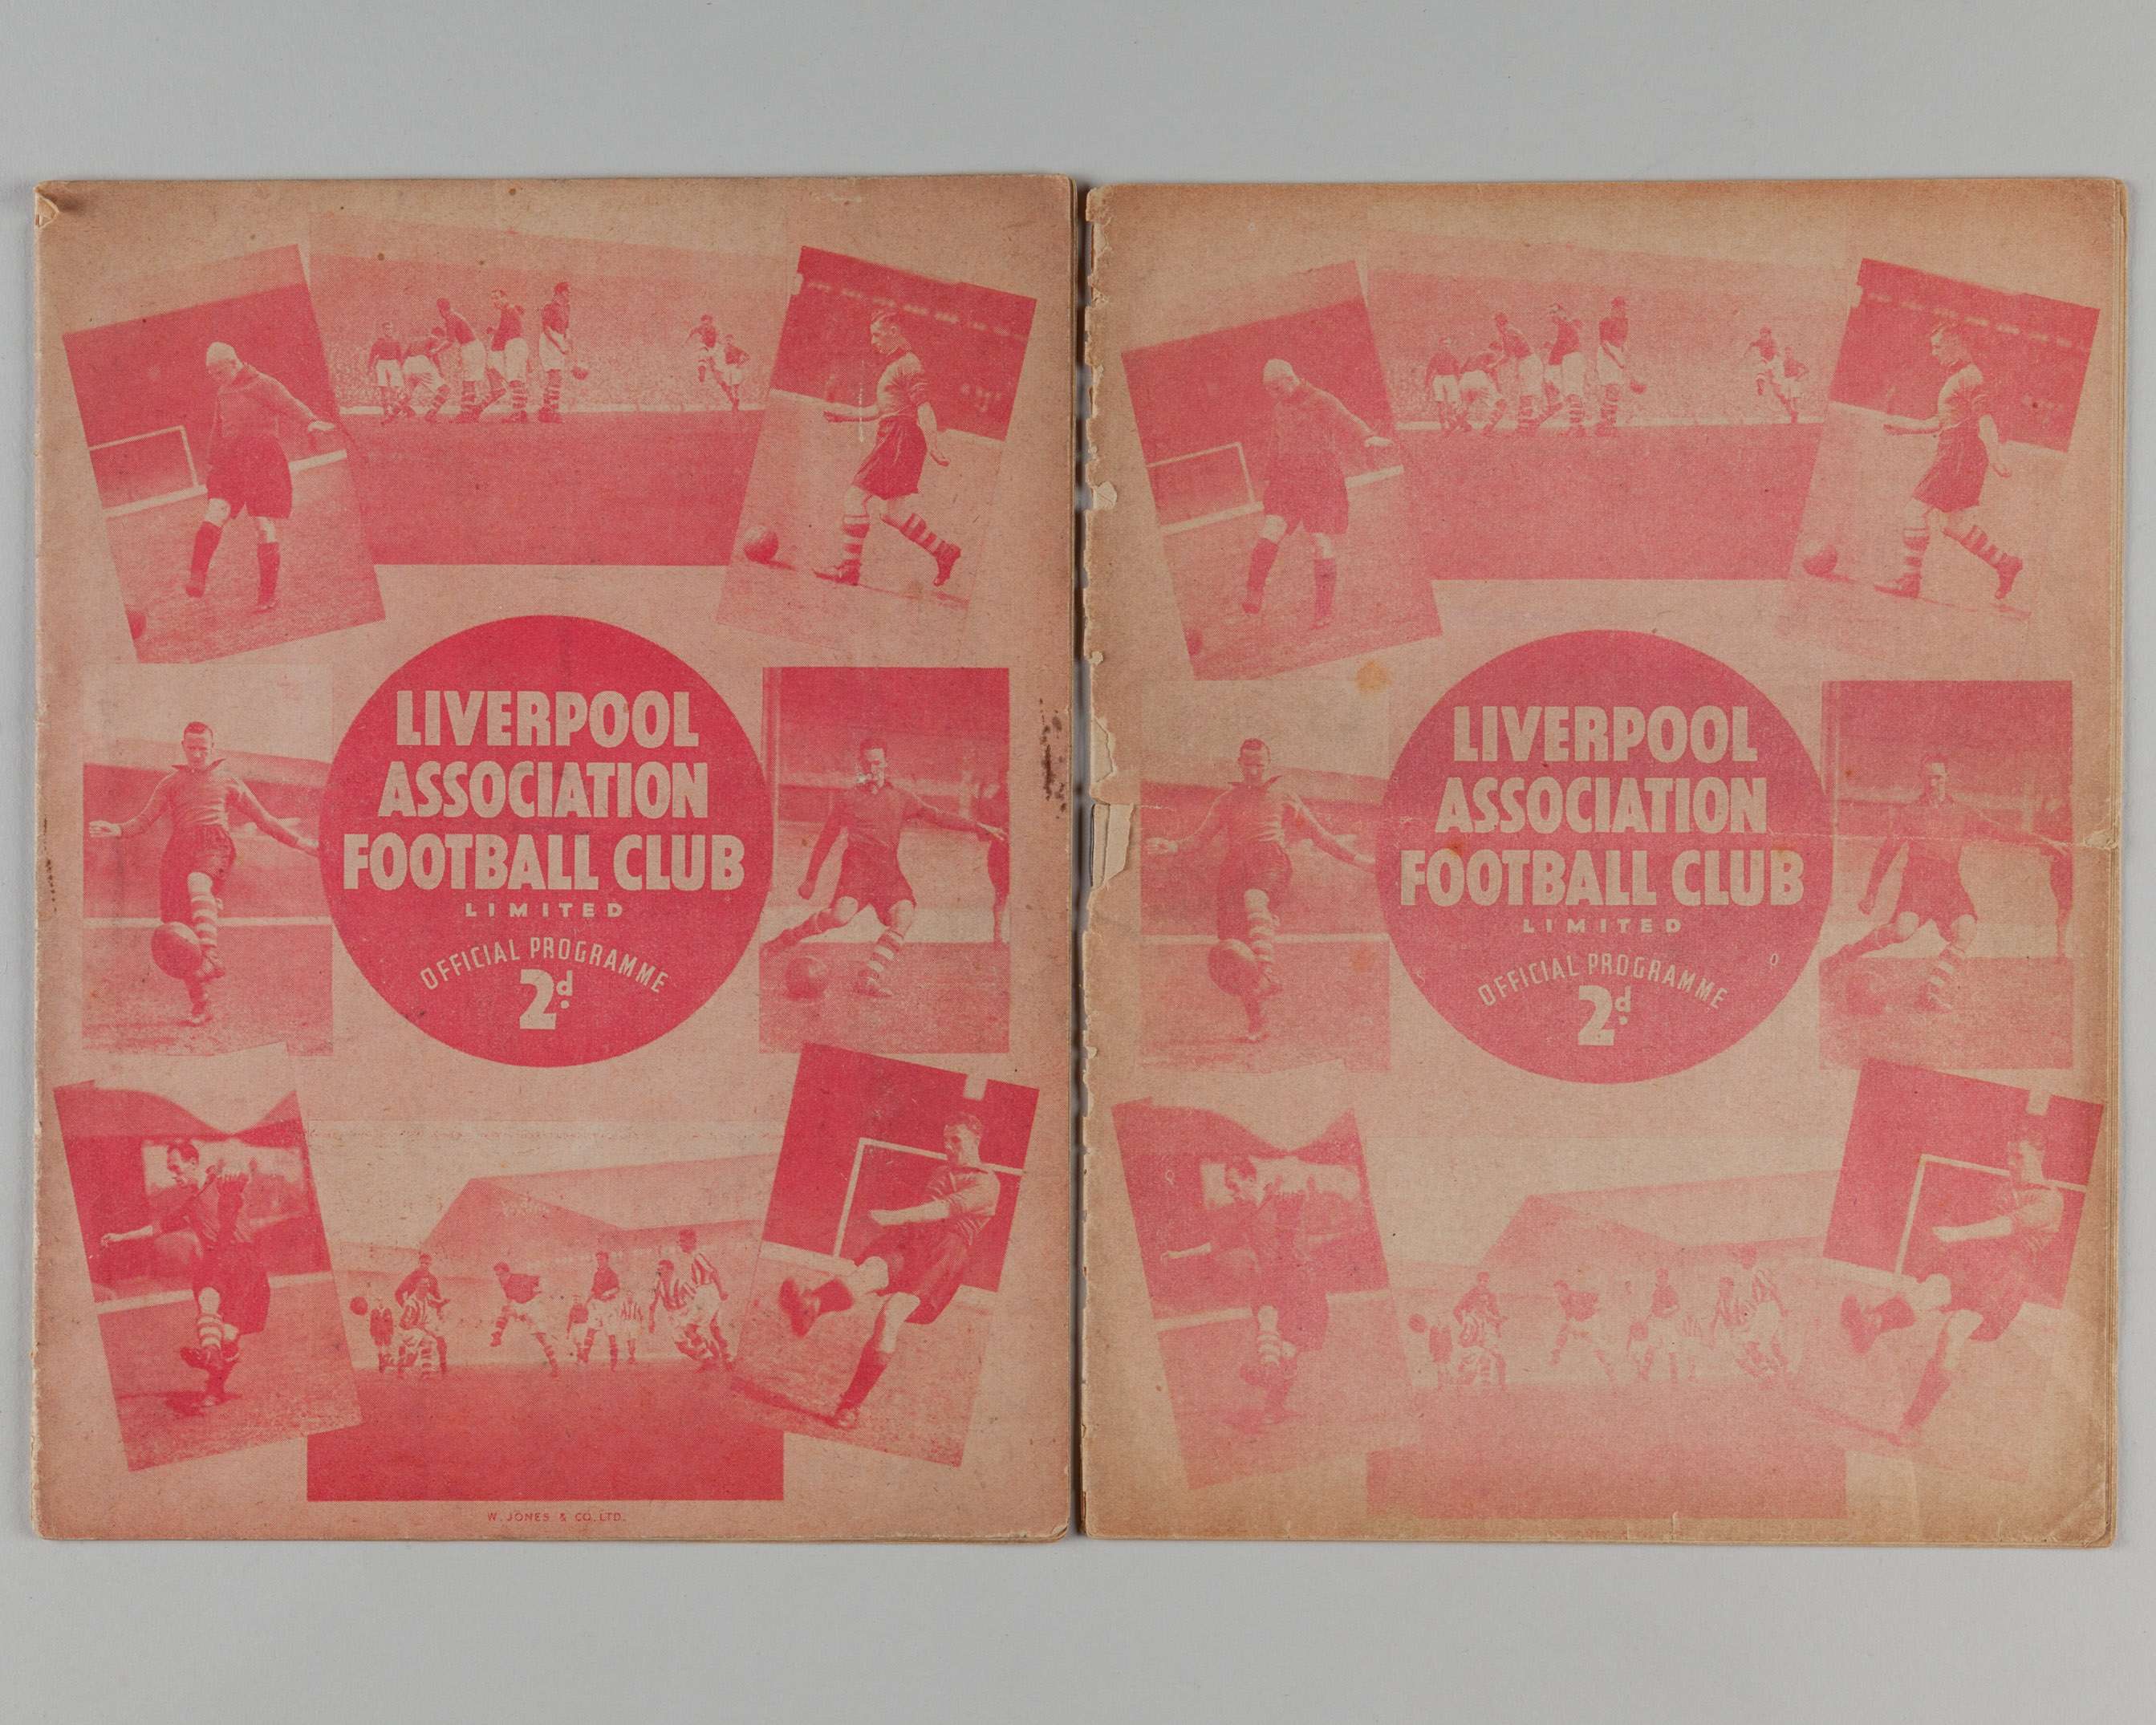 LIVERPOOL
ASSOCIATION
FOOTBALL CLUB
LIMITED
OFFICIAL PROGRAMME
2d.
W. JONES & CO. LTD.
LIVERPOOL
ASSOCIATION
FOOTBALL CLUB
LIMITED
OFFICIAL PROGRAMME
2d.